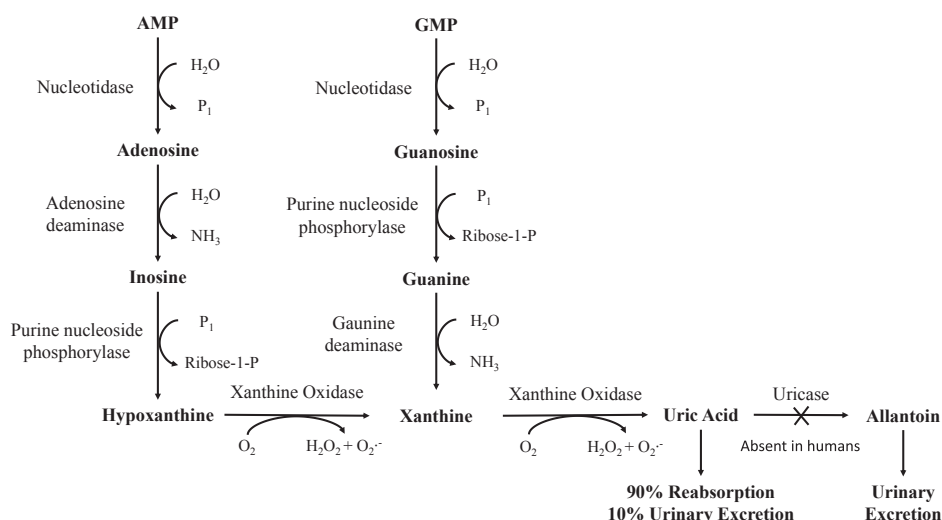 AMP
GMP
H₂O
H₂O
Nucleotidase
Nucleotidase
P₁
P₁
Adenosine
Guanosine
H₂O
P₁
Adenosine
deaminase
Purine nucleoside
phosphorylase
NH₃
Ribose-1-P
Inosine
Guanine
P₁
H₂O
Purine nucleoside
phosphorylase
Gaunine
deaminase
Ribose-1-P
NH₃
Xanthine Oxidase
Xanthine Oxidase
Uricase
Hypoxanthine
Xanthine
Uric Acid
Allantoin
O₂
H₂O₂ + O₂·-
O₂
H₂O₂ + O₂·-
Absent in humans
90% Reabsorption
10% Urinary Excretion
Urinary
Excretion